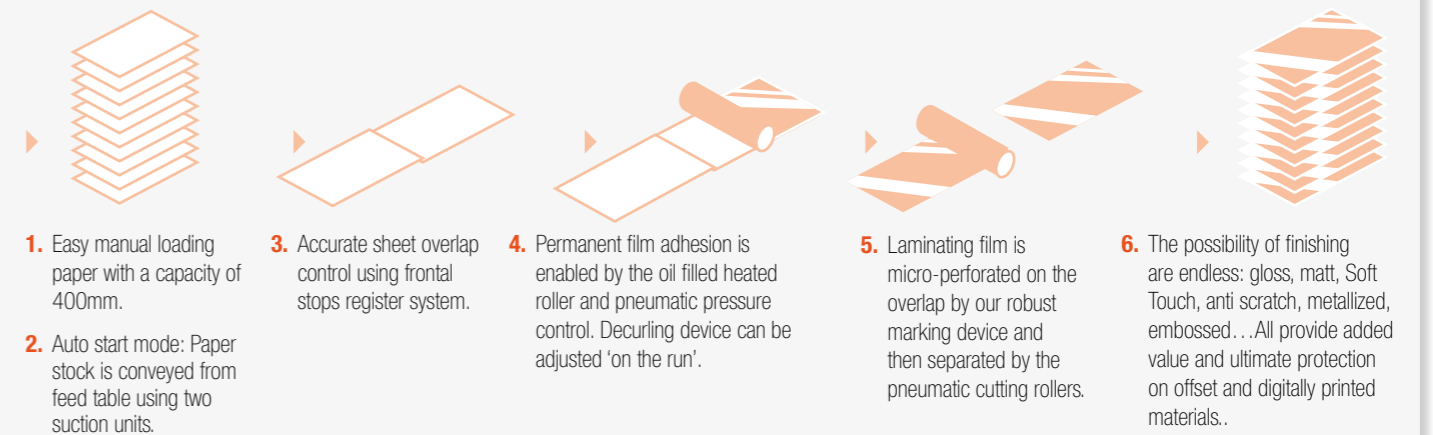 1. Easy manual loading
paper with a capacity of
400mm.
2. Auto start mode: Paper
stock is conveyed from
feed table using two
suction units.
3. Accurate sheet overlap
control using frontal
stops register system.
4. Permanent film adhesion is
enabled by the oil filled heated
roller and pneumatic pressure
control. Decurling device can be
adjusted ‘on the run’.
5. Laminating film is
micro-perforated on the
overlap by our robust
marking device and
then separated by the
pneumatic cutting rollers.
6. The possibility of finishing
are endless: gloss, matt, Soft
Touch, anti scratch, metallized,
embossed…All provide added
value and ultimate protection
on offset and digitally printed
materials..